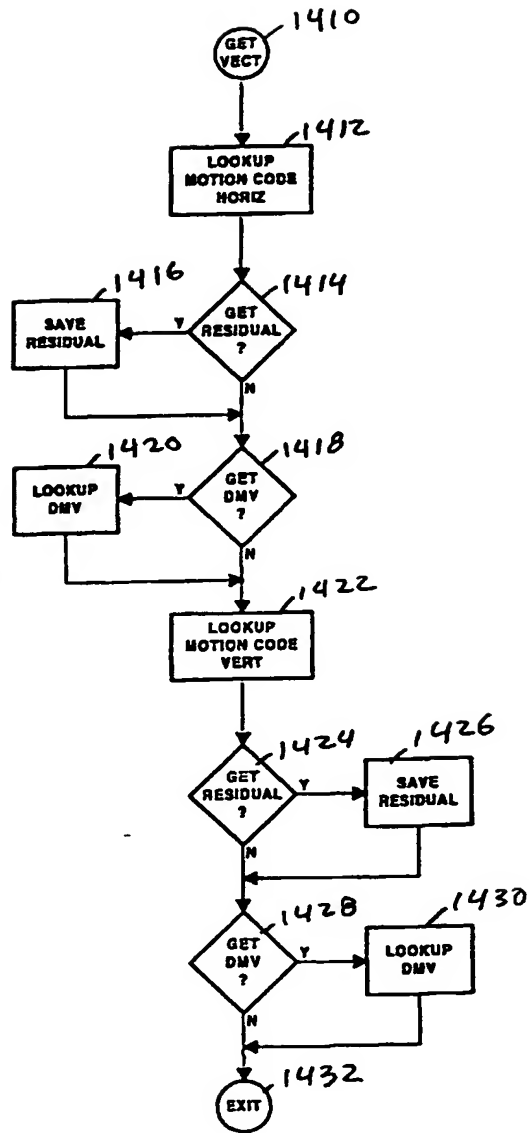 1410
GET
VECT
1412
LOOKUP
MOTION CODE
HORIZ
1416
1414
SAVE
RESIDUAL
Y
GET
RESIDUAL
?
N
1420
1418
LOOKUP
DMV
Y
GET
DMV
?
N
1422
LOOKUP
MOTION CODE
VERT
1424
1426
GET
RESIDUAL
?
Y
SAVE
RESIDUAL
N
1428
1430
GET
DMV
?
Y
LOOKUP
DMV
N
1432
EXIT